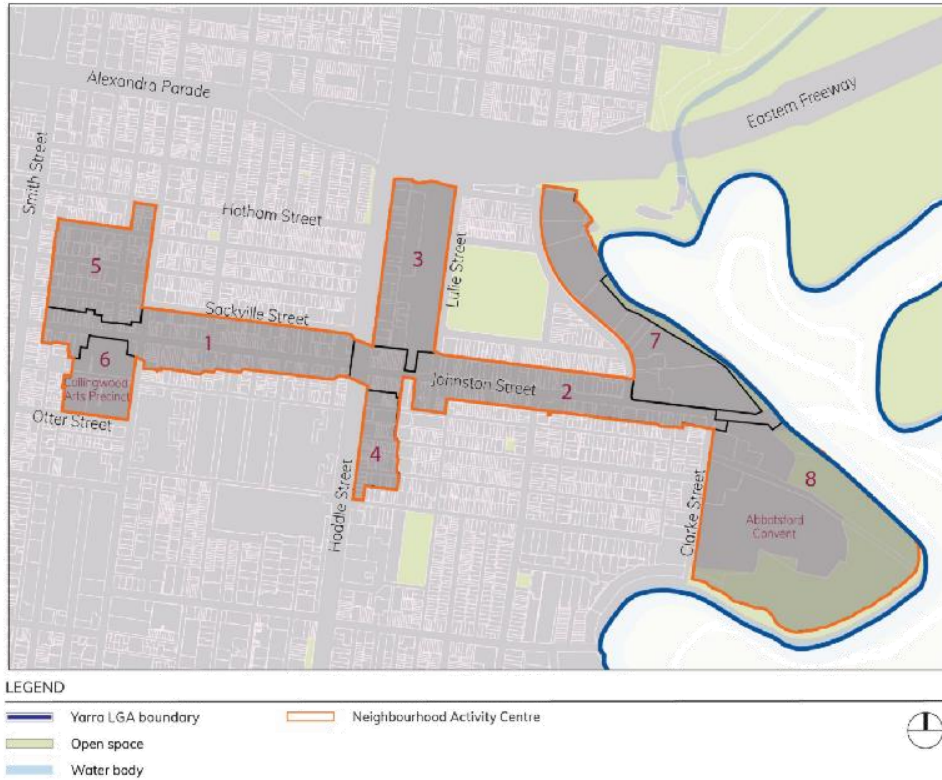 Alexandra Parade
Eastern Freeway
Smith Street
Hotham Street
5
3
Lulie Street
Sackville Street
1
7
6
Collingwood
Arts Precinct
Johnston Street
2
Otter Street
4
Hoddle Street
Clarke Street
8
Abbotsford
Convent
LEGEND
Yarra LGA boundary
Neighbourhood Activity Centre
Open space
Water body